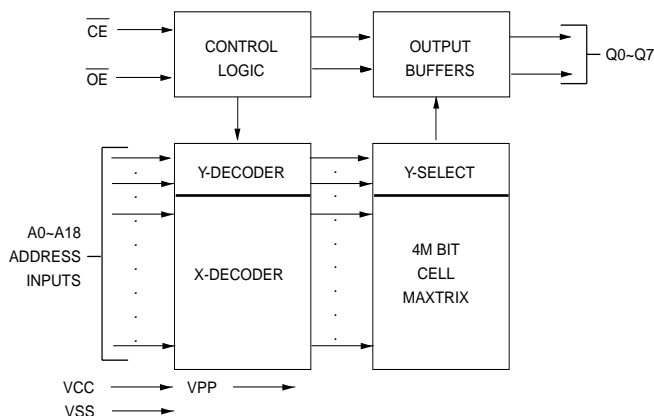 CE
CONTROL
LOGIC
OUTPUT
BUFFERS
Q0~Q7
OE
Y-DECODER
Y-SELECT
A0~A18
ADDRESS
INPUTS
X-DECODER
4M BIT
CELL
MAXTRIX
VCC
VPP
VSS